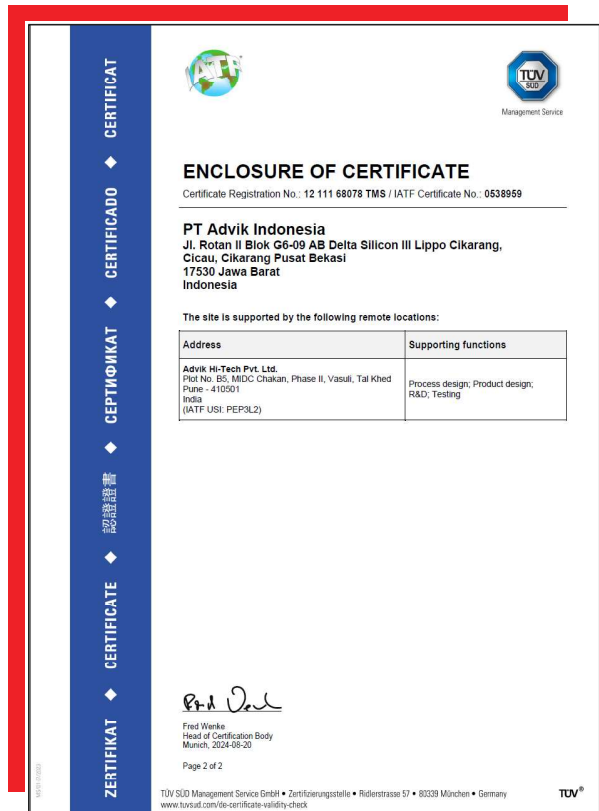 IATF
TÜV
SÜD
Management Service
ZERTIFIKAT ◆ CERTIFICATE ◆ 認證證書 ◆ СЕРТИФИКАТ ◆ CERTIFICADO ◆ CERTIFICAT
ENCLOSURE OF CERTIFICATE
Certificate Registration No.: 12 111 68078 TMS / IATF Certificate No.: 0538959
PT Advik Indonesia
Jl. Rotan II Blok G6-09 AB Delta Silicon III Lippo Cikarang,
Cicau, Cikarang Pusat Bekasi
17530 Jawa Barat
Indonesia
The site is supported by the following remote locations:
Address Supporting functions
Advik Hi-Tech Pvt. Ltd.
Plot No. B5, MIDC Chakan, Phase II, Vasuli, Tal Khed
Pune - 410501
India
(IATF USI: PEP3L2)
Process design; Product design;
R&D; Testing
Fred Wenke
Head of Certification Body
Munich, 2024-08-20
Page 2 of 2
TÜV SÜD Management Service GmbH • Zertifizierungsstelle • Ridlerstrasse 57 • 80339 München • Germany
www.tuvsud.com/de-certificate-validity-check
TÜV®